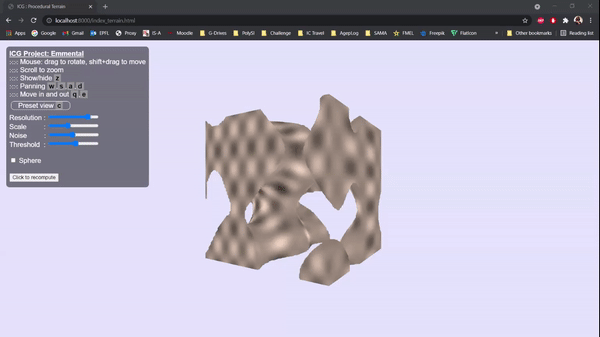 ICG : Procedural Terrain
localhost:8000/index_terrain.html
Apps Google Gmail EPFL Proxy IS-A Moodle G-Drives PolySl Challenge IC Travel AgepLog SAMA FMEL Freepik Flaticon Other bookmarks Reading list
ICG Project: Emmental
::::: Mouse: drag to rotate, shift+drag to move
::::: Scroll to zoom
::::: Show/hide z
::::: Panning w s a d
::::: Move in and out q e
Preset view c
Resolution :
Scale :
Noise :
Threshold :
Sphere
Click to recompute